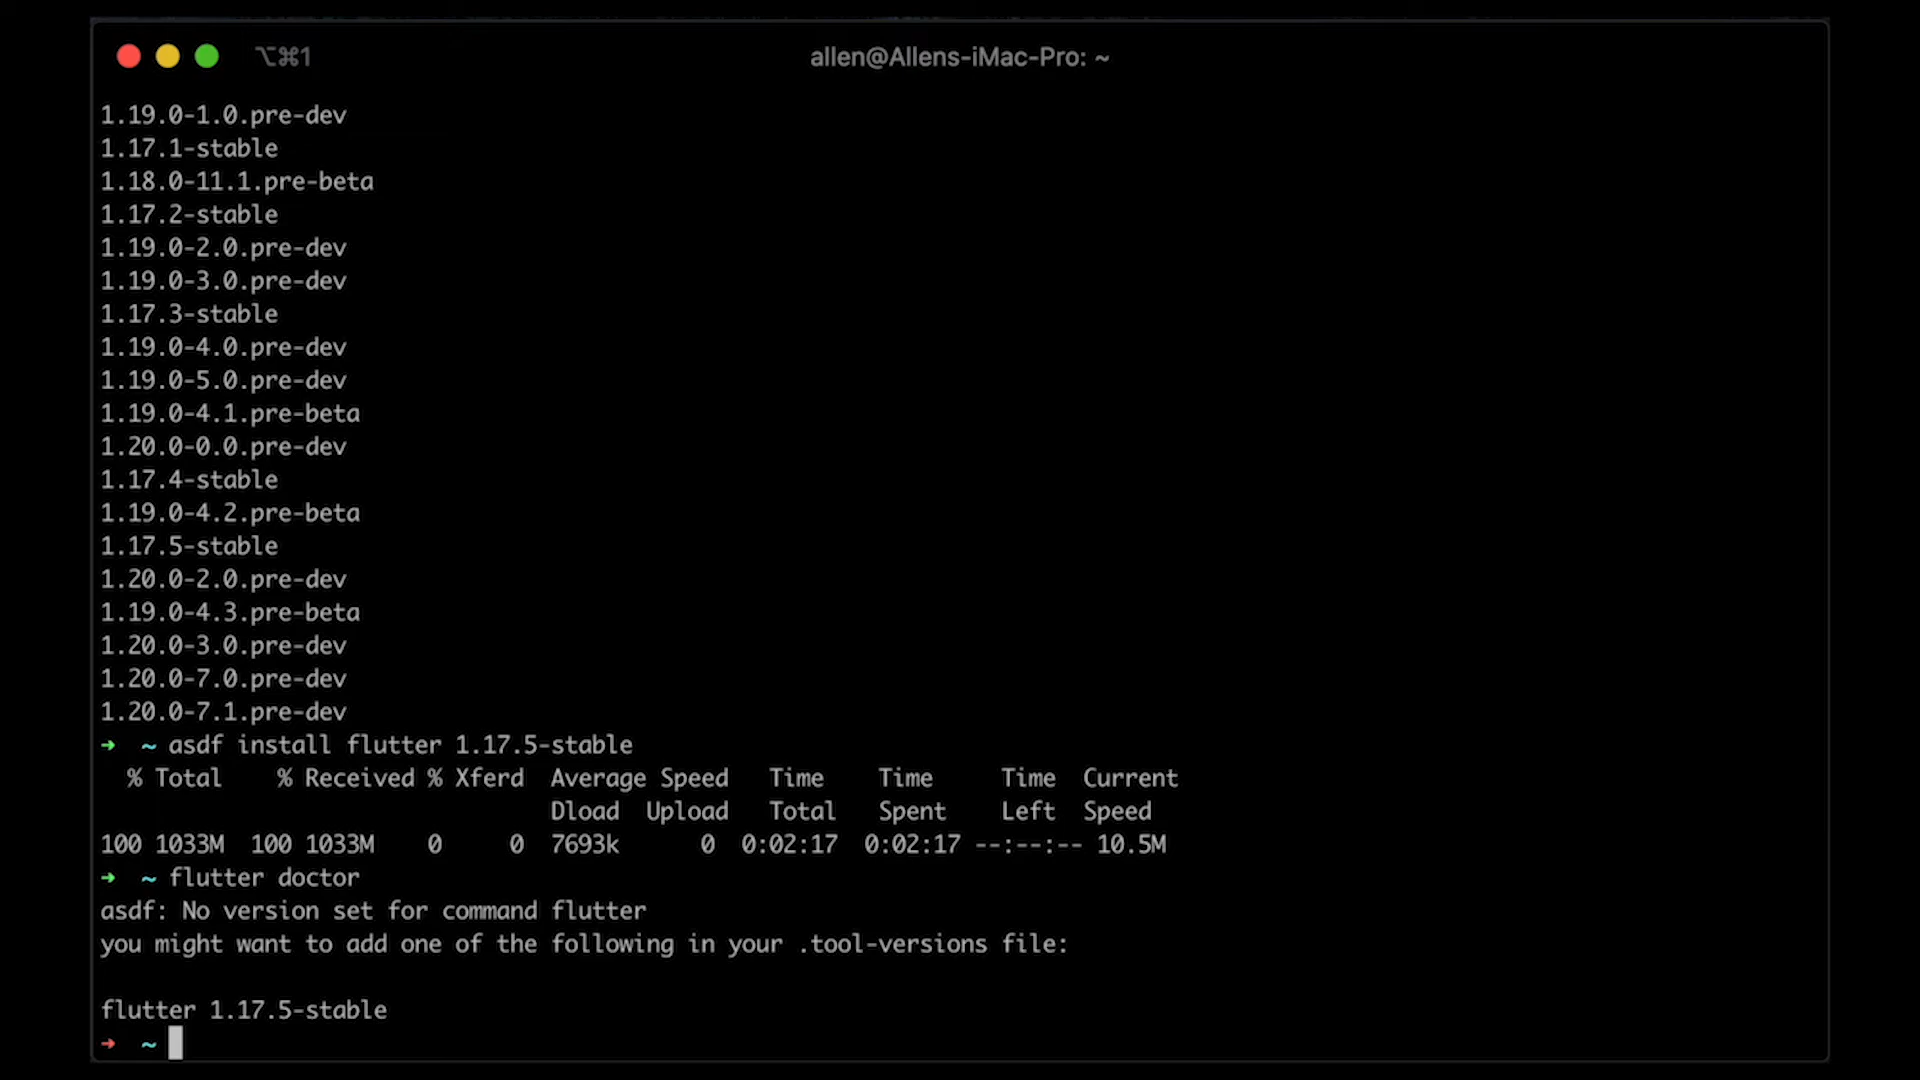 ⌥⌘1
allen@Allens-iMac-Pro: ~
1.19.0-1.0.pre-dev
1.17.1-stable
1.18.0-11.1.pre-beta
1.17.2-stable
1.19.0-2.0.pre-dev
1.19.0-3.0.pre-dev
1.17.3-stable
1.19.0-4.0.pre-dev
1.19.0-5.0.pre-dev
1.19.0-4.1.pre-beta
1.20.0-0.0.pre-dev
1.17.4-stable
1.19.0-4.2.pre-beta
1.17.5-stable
1.20.0-2.0.pre-dev
1.19.0-4.3.pre-beta
1.20.0-3.0.pre-dev
1.20.0-7.0.pre-dev
1.20.0-7.1.pre-dev
➜  ~ asdf install flutter 1.17.5-stable
  % Total    % Received % Xferd  Average Speed   Time    Time     Time  Current
                                 Dload  Upload   Total   Spent    Left  Speed
100 1033M  100 1033M    0     0  7693k      0  0:02:17  0:02:17 --:--:-- 10.5M
➜  ~ flutter doctor
asdf: No version set for command flutter
you might want to add one of the following in your .tool-versions file:
flutter 1.17.5-stable
➜  ~